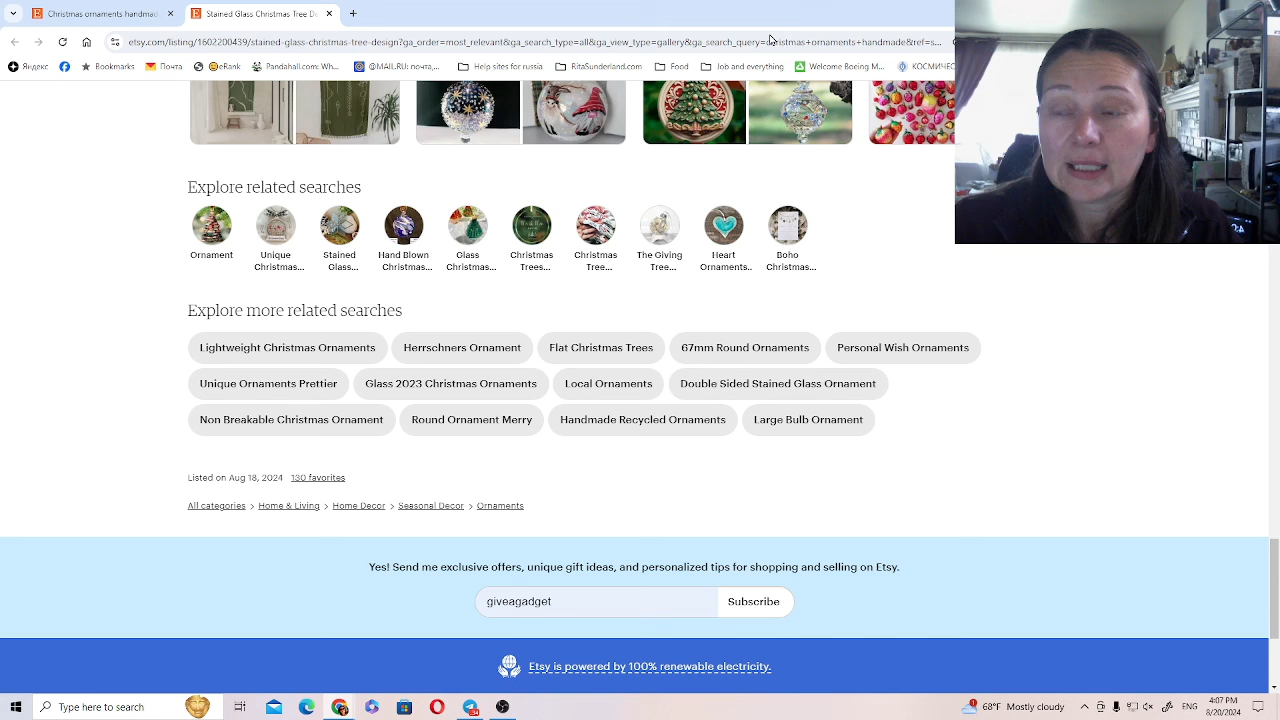 Etsy
Etsy | Stained Glass Christmas Tree De
etsy.com/listing/1602200439/stained-glass-christmas-tree-design?ga_order=most_relevant&ga_search_type=all&ga_view_type=gallery&ga_search_query=christmas+ornaments+handmade&ref=s...
Яндекс
Bookmarks
Почта
eRank
Pandahall.com: Wh...
@MAIL.RU: почта,...
Help sites for russia
RitaSunderland.com
Food
Job and everything
Welcome Boeing M...
КОСМИЧЕС
Explore related searches
Ornament
Unique Christmas...
Stained Glass...
Hand Blown Christmas...
Glass Christmas...
Christmas Trees...
Christmas Tree...
The Giving Tree...
Heart Ornaments..
Boho Christmas...
Explore more related searches
Lightweight Christmas Ornaments
Herrschners Ornament
Flat Christmas Trees
67mm Round Ornaments
Personal Wish Ornaments
Unique Ornaments Prettier
Glass 2023 Christmas Ornaments
Local Ornaments
Double Sided Stained Glass Ornament
Non Breakable Christmas Ornament
Round Ornament Merry
Handmade Recycled Ornaments
Large Bulb Ornament
Listed on Aug 18, 2024 130 favorites
All categories > Home & Living > Home Decor > Seasonal Decor > Ornaments
Yes! Send me exclusive offers, unique gift ideas, and personalized tips for shopping and selling on Etsy.
giveagadget
Subscribe
Etsy is powered by 100% renewable electricity.
Type here to search
68°F Mostly cloudy
4:07 PM
8/20/2024